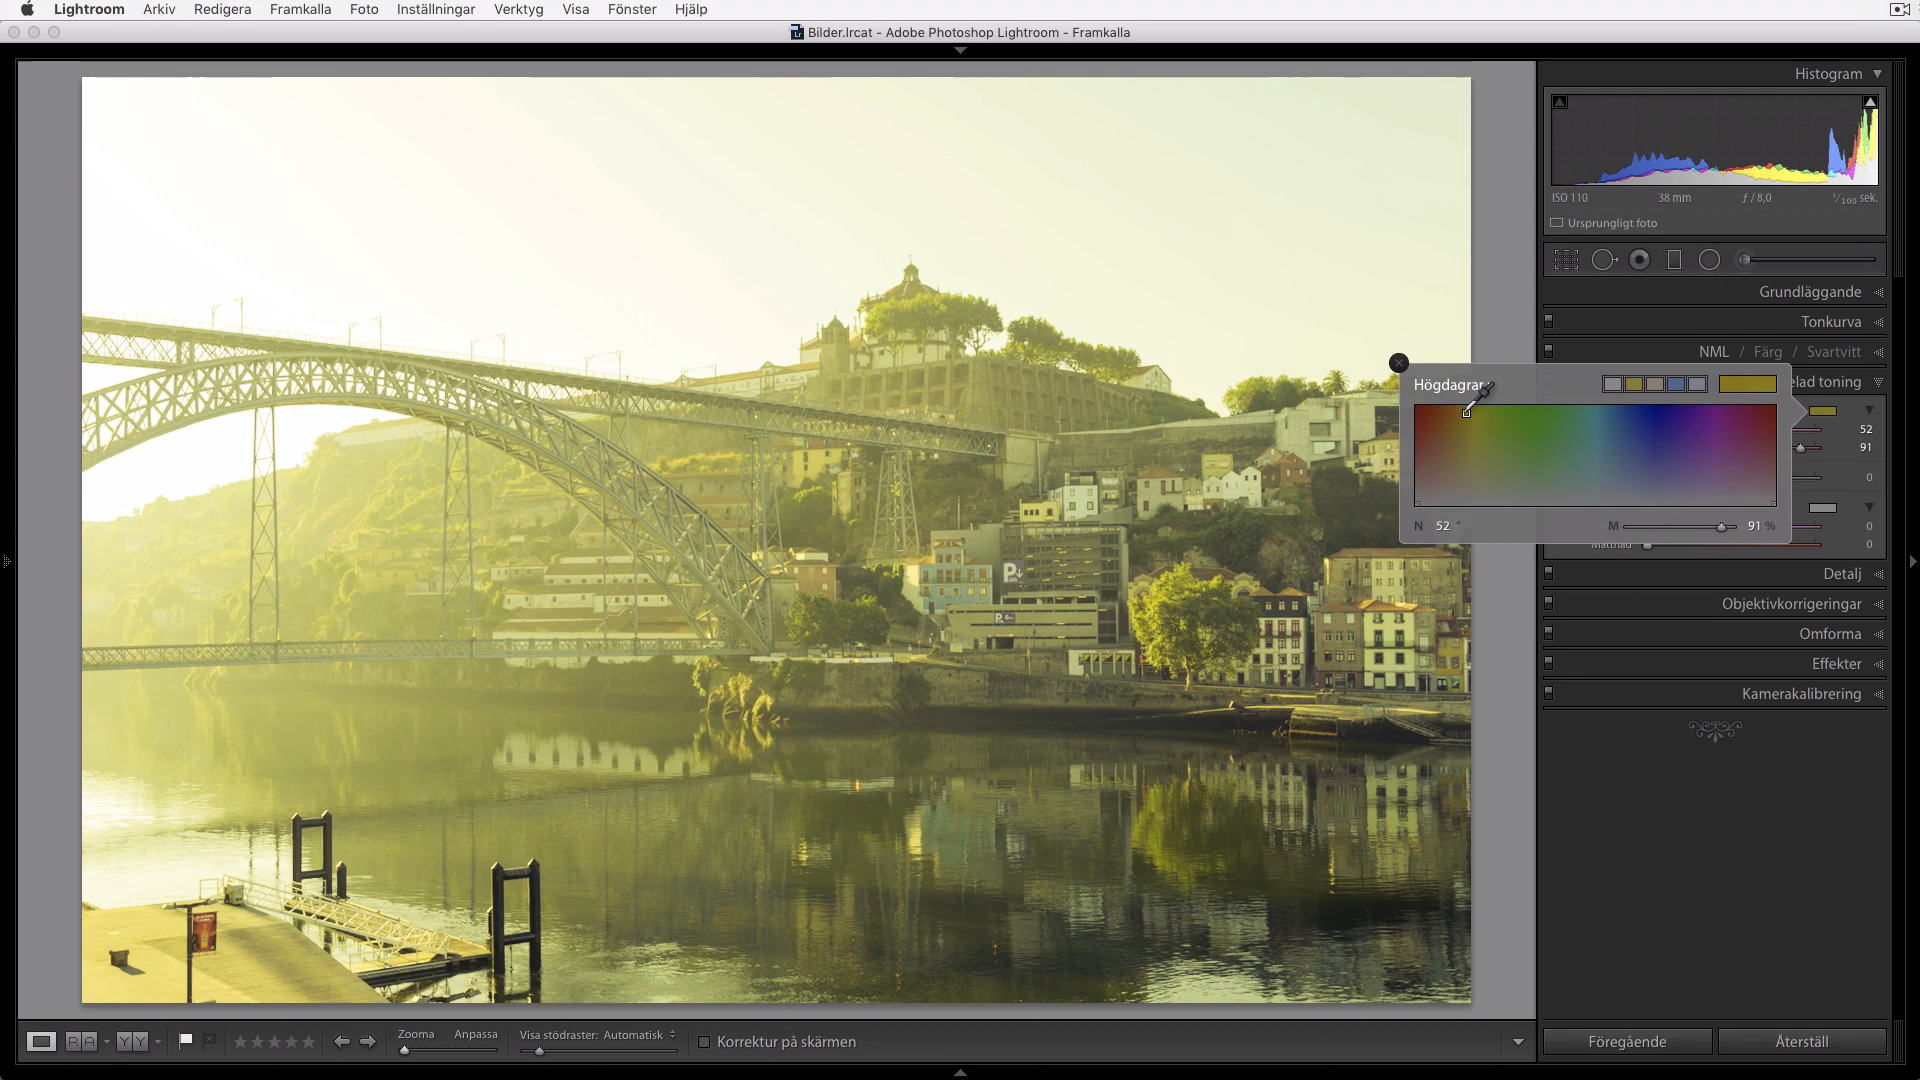 Lightroom Arkiv Redigera Framkalla Foto Inställningar Verktyg Visa Fönster Hjälp
Bilder.lrcat - Adobe Photoshop Lightroom - Framkalla
Histogram
ISO 110 38 mm ƒ / 8,0 1/100 sek.
Ursprungligt foto
Grundläggande
Tonkurva
NML / Färg / Svartvitt
elad toning
Högdagrar
52
91
0
N 52 ° M 91 %
0
Mättnad 0
Detalj
Objektivkorrigeringar
Omforma
Effekter
Kamerakalibrering
P
P
R A Y Y Zooma Anpassa Visa stödraster: Automatisk Korrektur på skärmen
Föregående Återställ